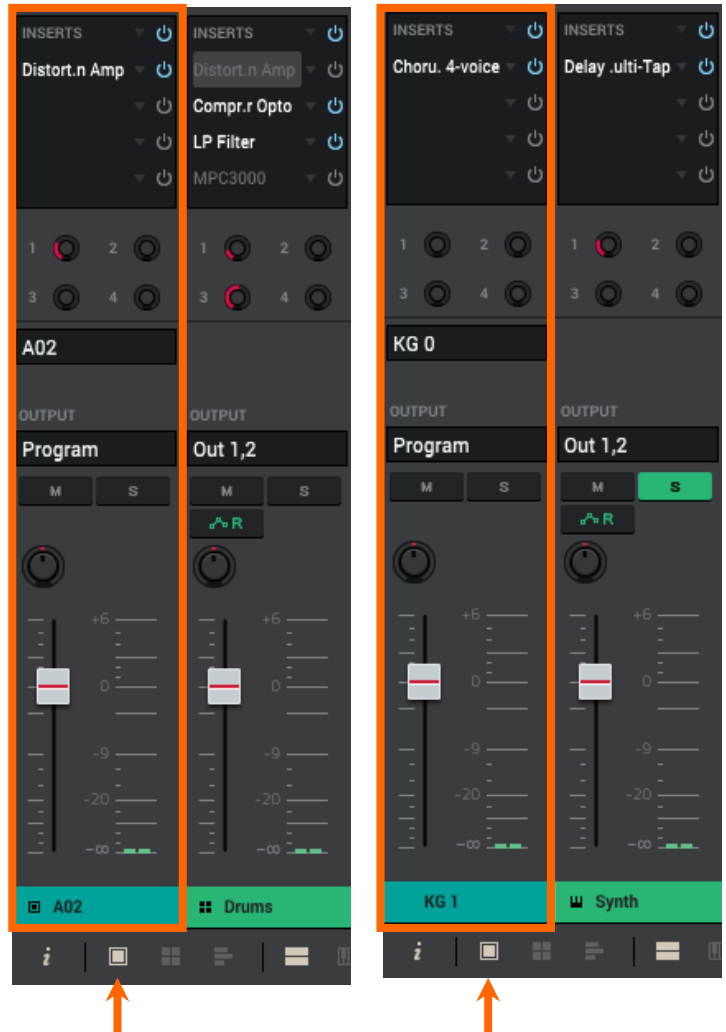 INSERTS
Distort.n Amp
1 2
3 4
A02
OUTPUT
Program
M S
+6
0
-9
-20
-∞
A02
i
INSERTS
Distort.n Amp
Compr.r Opto
LP Filter
MPC3000
1 2
3 4
OUTPUT
Out 1,2
M S
R
+6
0
-9
-20
-∞
Drums
INSERTS
Choru. 4-voice
1 2
3 4
KG 0
OUTPUT
Program
M S
+6
0
-9
-20
-∞
KG 1
i
INSERTS
Delay .ulti-Tap
1 2
3 4
OUTPUT
Out 1,2
M S
R
+6
0
-9
-20
-∞
Synth